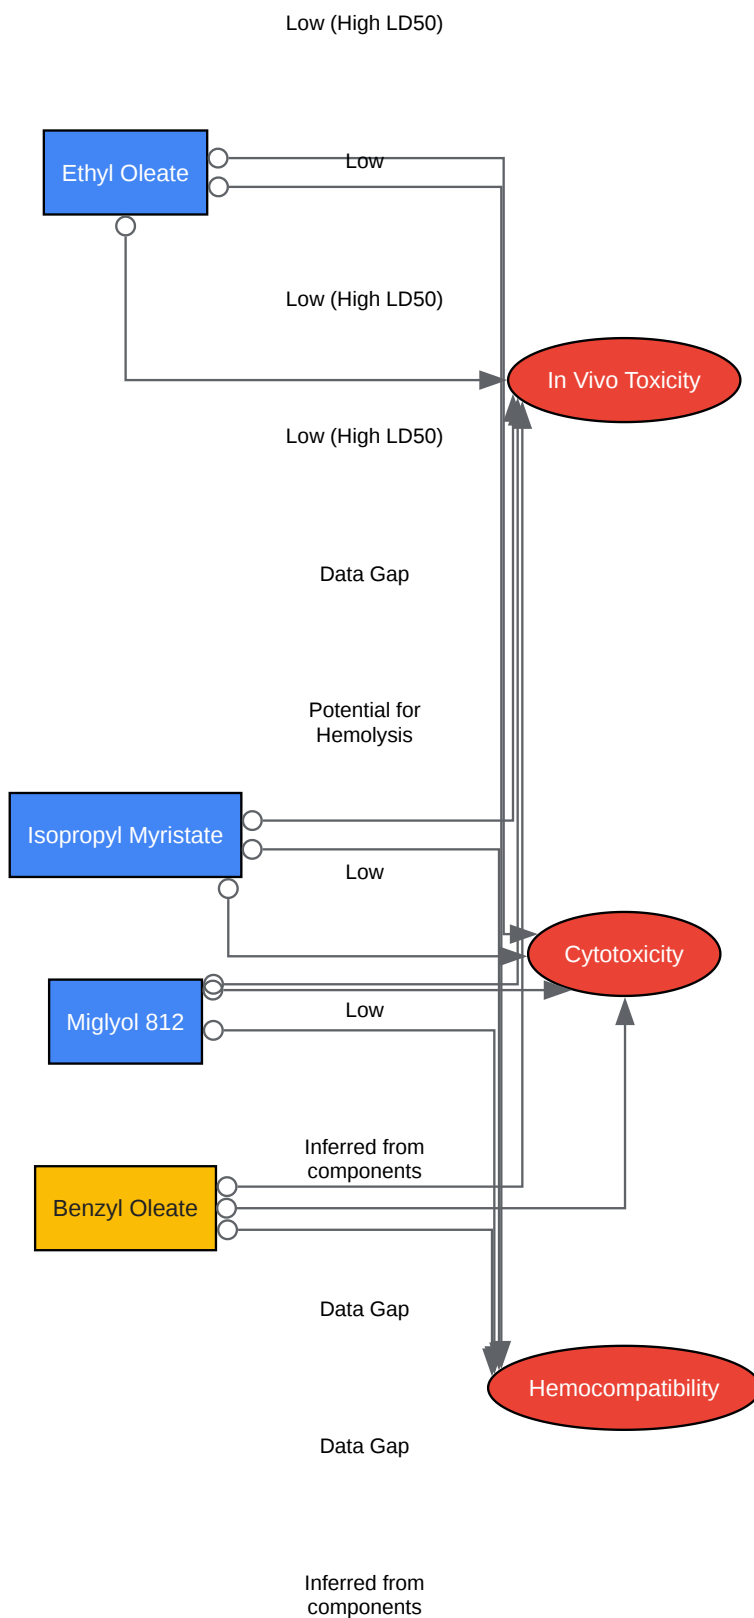 Low (High LD50)
Ethyl Oleate
Low
Low (High LD50)
In Vivo Toxicity
Low (High LD50)
Data Gap
Potential for
Hemolysis
Isopropyl Myristate
Low
Cytotoxicity
Miglyol 812
Low
Inferred from
components
Benzyl Oleate
Data Gap
Hemocompatibility
Data Gap
Inferred from
components